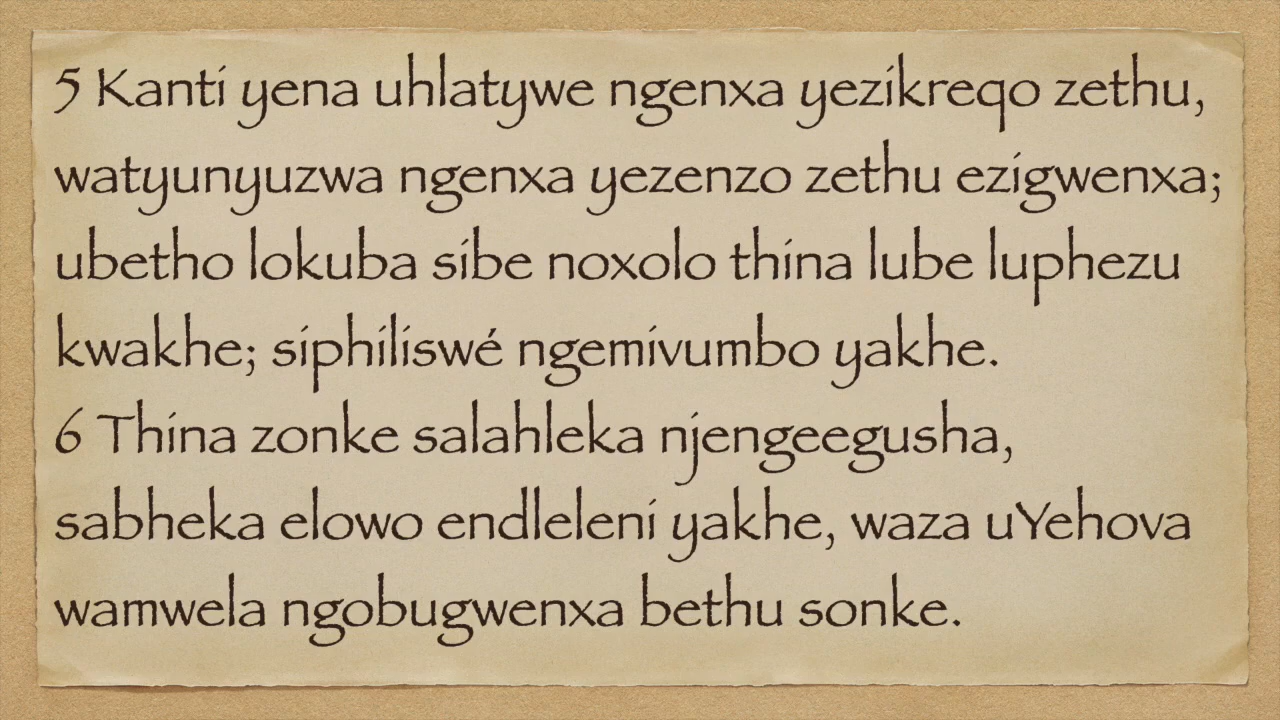 5 Kanti yena uhlatywe ngenxa yezikreqo zethu,
watyunyuzwa ngenxa yezenzo zethu ezigwenxa;
ubetho lokuba sibe noxolo thina lube luphezu
kwakhe; siphiliswé ngemivumbo yakhe.
6 Thina zonke salahleka njengeegusha,
sabheka elowo endleleni yakhe, waza uYehova
wamwela ngobugwenxa bethu sonke.